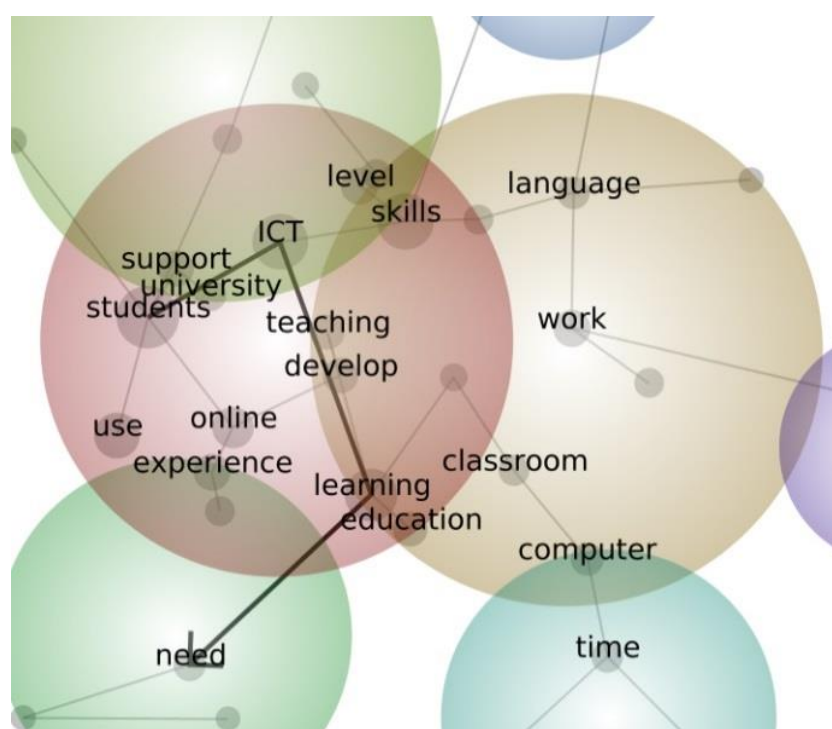 level
language
skills
ICT
support
university
students
teaching
work
develop
online
use
experience
classroom
learning
education
computer
time
need